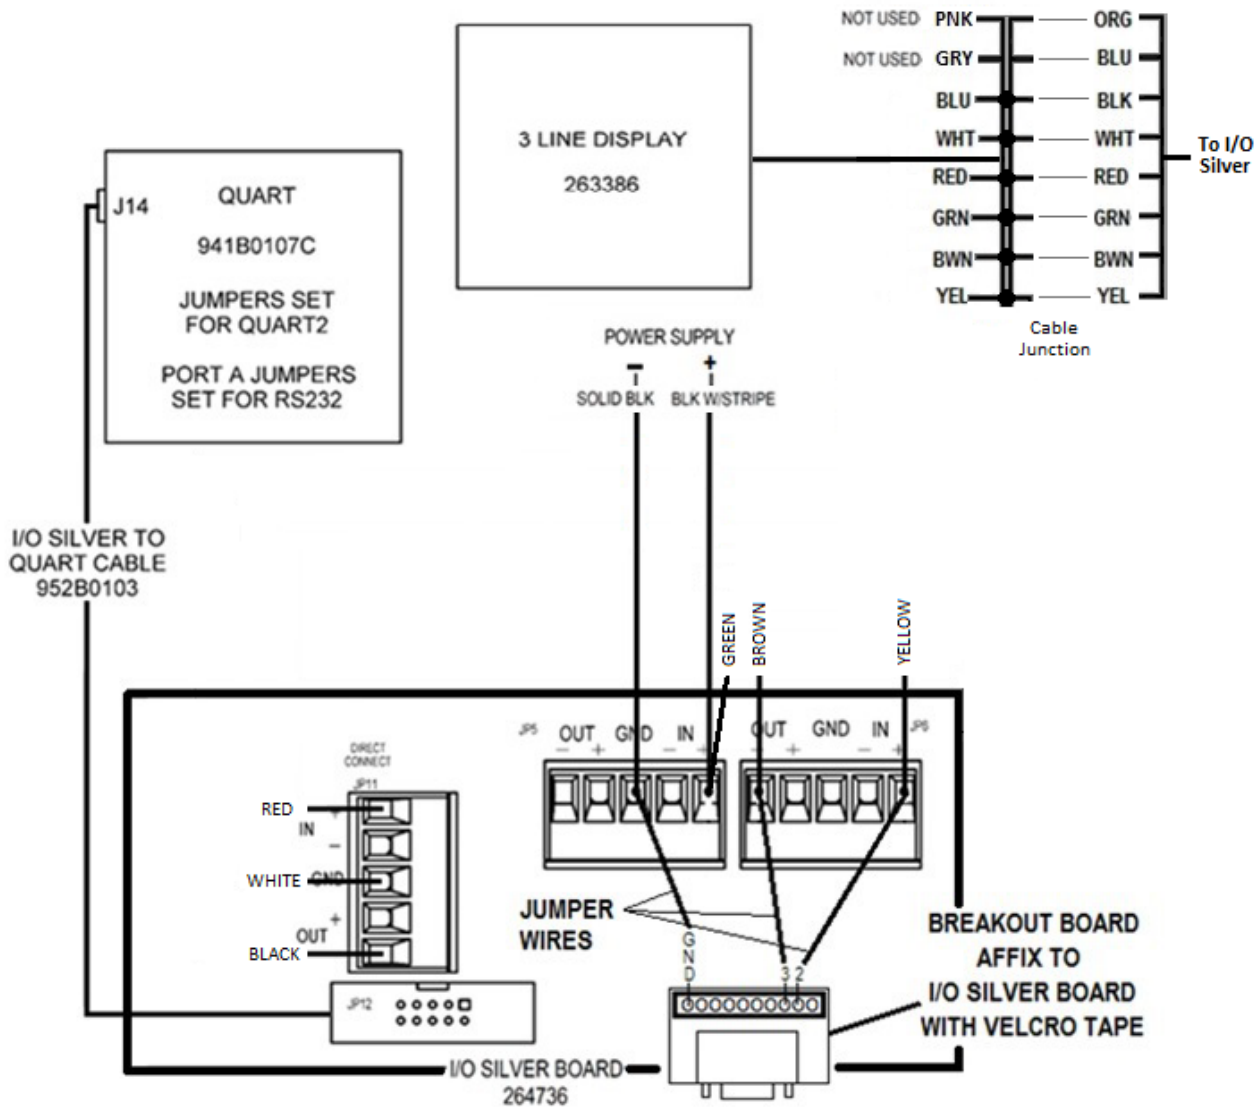 NOT USED PNK ORG
NOT USED GRY BLU
BLU BLK
WHT WHT
RED RED
GRN GRN
BWN BWN
YEL YEL
To I/O
Silver
Cable
Junction
3 LINE DISPLAY
263386
J14
QUART
941B0107C
JUMPERS SET
FOR QUART2
PORT A JUMPERS
SET FOR RS232
POWER SUPPLY
- +
SOLID BLK BLK W/STRIPE
I/O SILVER TO
QUART CABLE
952B0103
GREEN
BROWN
YELLOW
JP5 OUT GND IN
- + - +
OUT GND IN JP6
- + - +
DIRECT
CONNECT
JP11
RED +
IN
-
WHITE GND
+
OUT
BLACK -
JP12
JUMPER
WIRES
GND
3 2
BREAKOUT BOARD
AFFIX TO
I/O SILVER BOARD
WITH VELCRO TAPE
I/O SILVER BOARD
264736